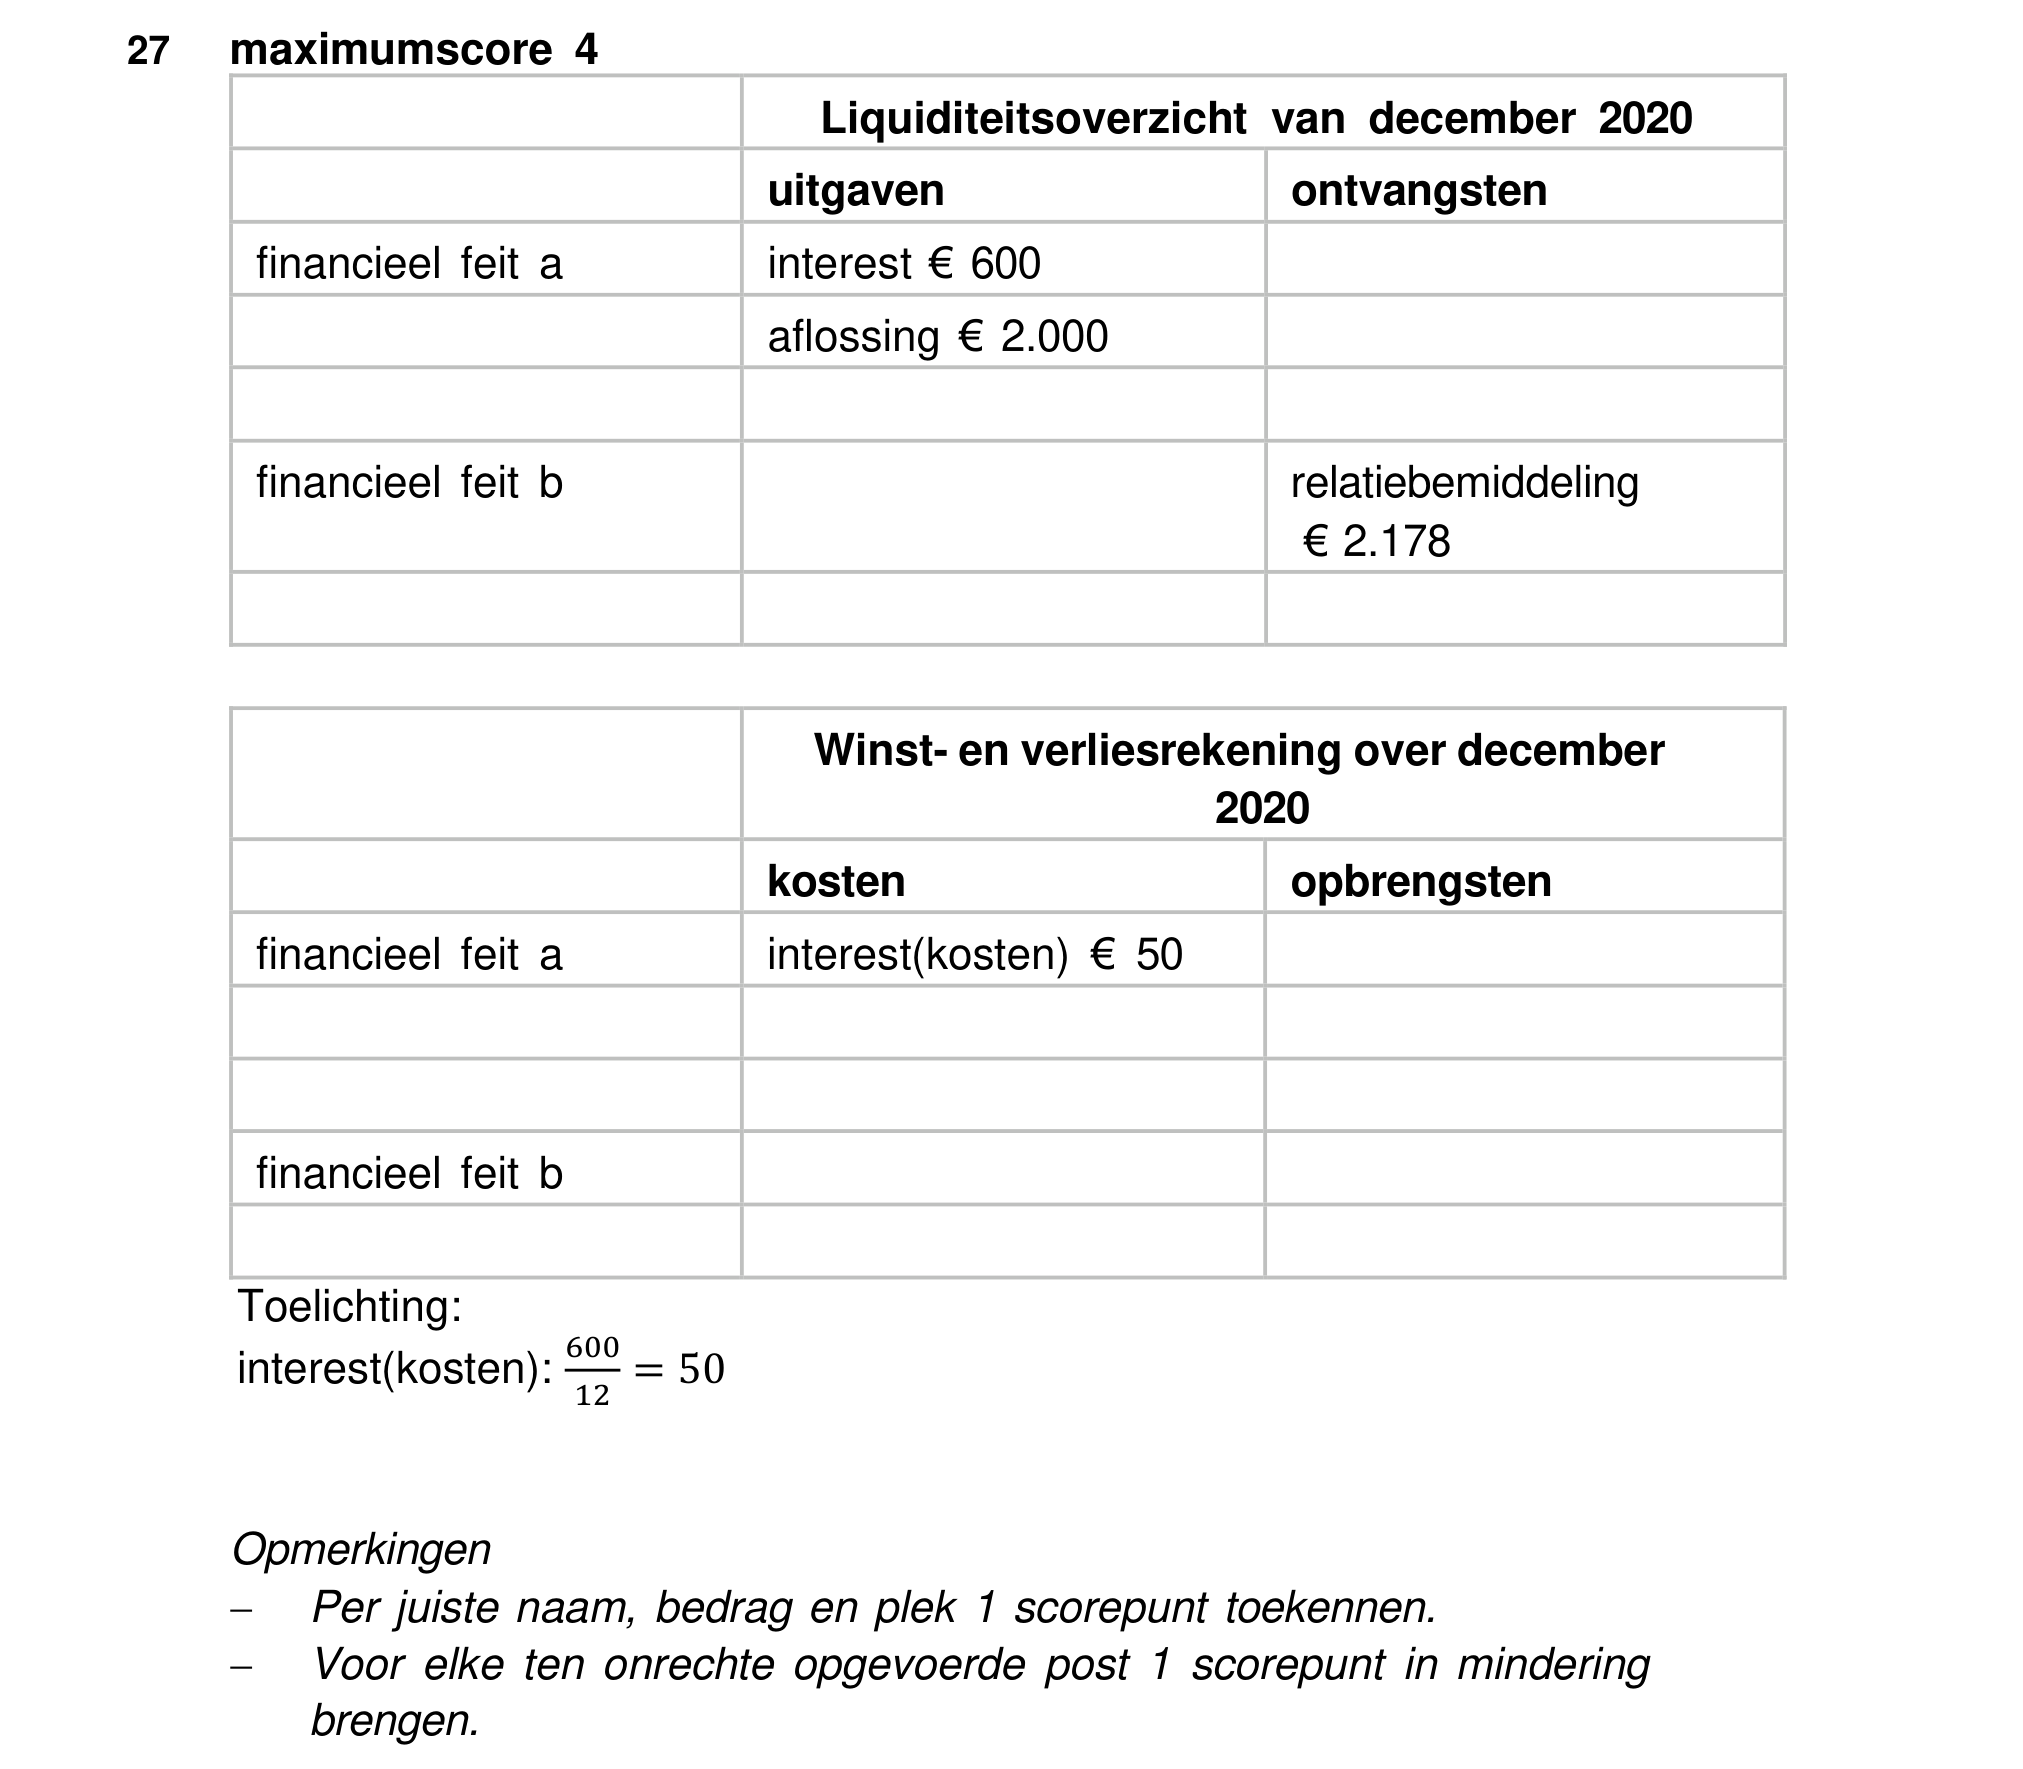 27 maximumscore 4
Liquiditeitsoverzicht van december 2020
uitgaven ontvangsten
financieel feit a interest € 600
aflossing € 2.000
financieel feit b relatiebemiddeling
€ 2.178
Winst- en verliesrekening over december
2020
kosten opbrengsten
financieel feit a interest(kosten) € 50
financieel feit b
Toelichting:
interest(kosten): 600/12 = 50
Opmerkingen
– Per juiste naam, bedrag en plek 1 scorepunt toekennen.
– Voor elke ten onrechte opgevoerde post 1 scorepunt in mindering
brengen.